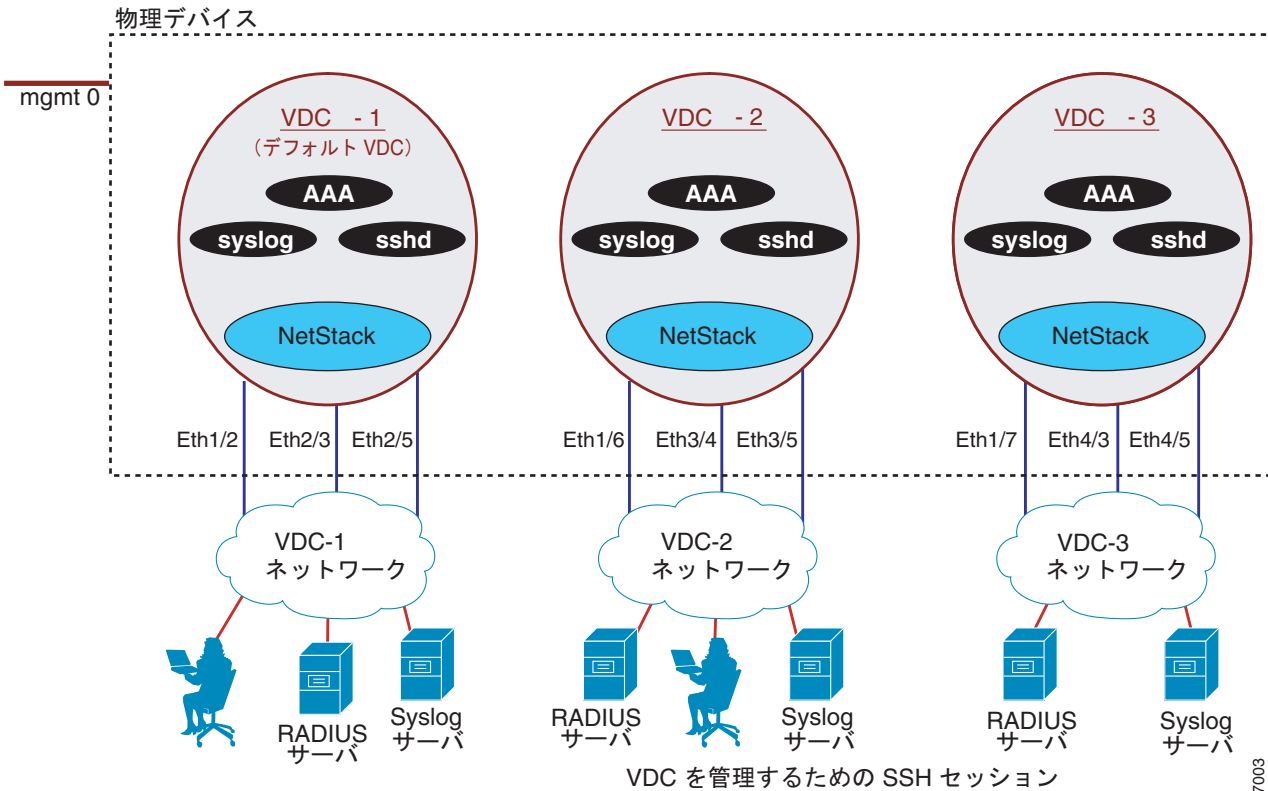 物理デバイス
mgmt 0
VDC - 1
（デフォルト VDC）
AAA
syslog
sshd
NetStack
VDC - 2
AAA
syslog
sshd
NetStack
VDC - 3
AAA
syslog
sshd
NetStack
Eth1/2
Eth2/3
Eth2/5
Eth1/6
Eth3/4
Eth3/5
Eth1/7
Eth4/3
Eth4/5
VDC-1
ネットワーク
VDC-2
ネットワーク
VDC-3
ネットワーク
RADIUS
サーバ
Syslog
サーバ
RADIUS
サーバ
Syslog
サーバ
RADIUS
サーバ
Syslog
サーバ
VDC を管理するための SSH セッション
7003